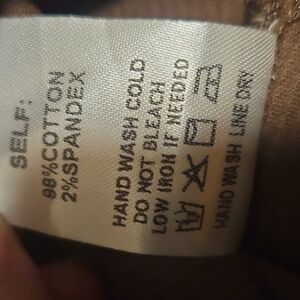 SELF:
98%COTTON
2%SPANDEX
HAND WASH COLD
DO NOT BLEACH
LOW IRON IF NEEDED
HAND WASH LINE DRY